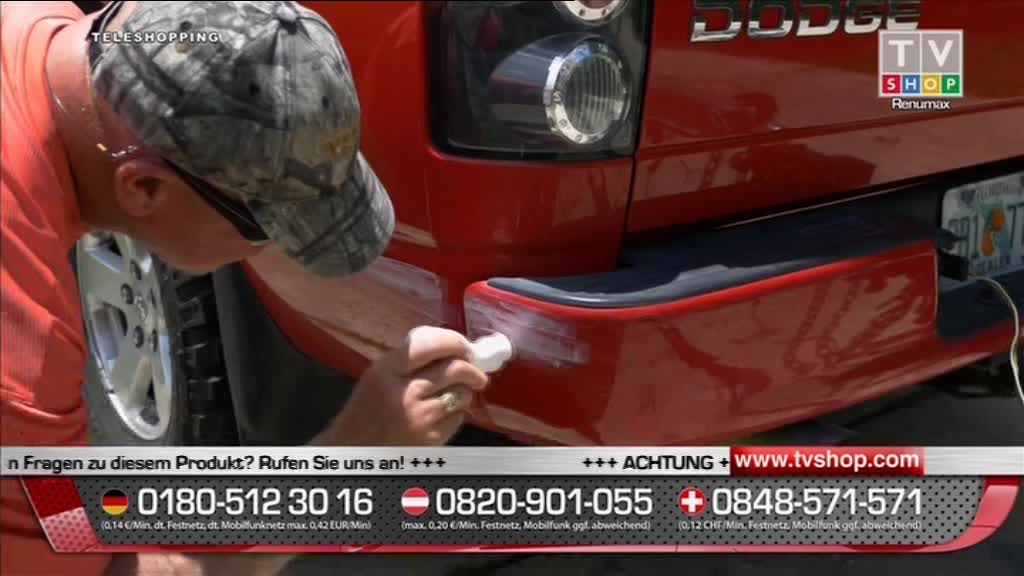 TELESHOPPING
DODGE
TV
SHOP
Renumax
n Fragen zu diesem Produkt? Rufen Sie uns an! +++ +++ ACHTUNG +
www.tvshop.com
0180-512 30 16 0820-901-055 0848-571-571
(0,14 €/Min. dt. Festnetz, dt. Mobilfunknetz max. 0,42 EUR/Min) (max. 0,20 €/Min. Festnetz, Mobilfunk ggf. abweichend) (0,12 CHF/Min. Festnetz, Mobilfunk ggf. abweichend)